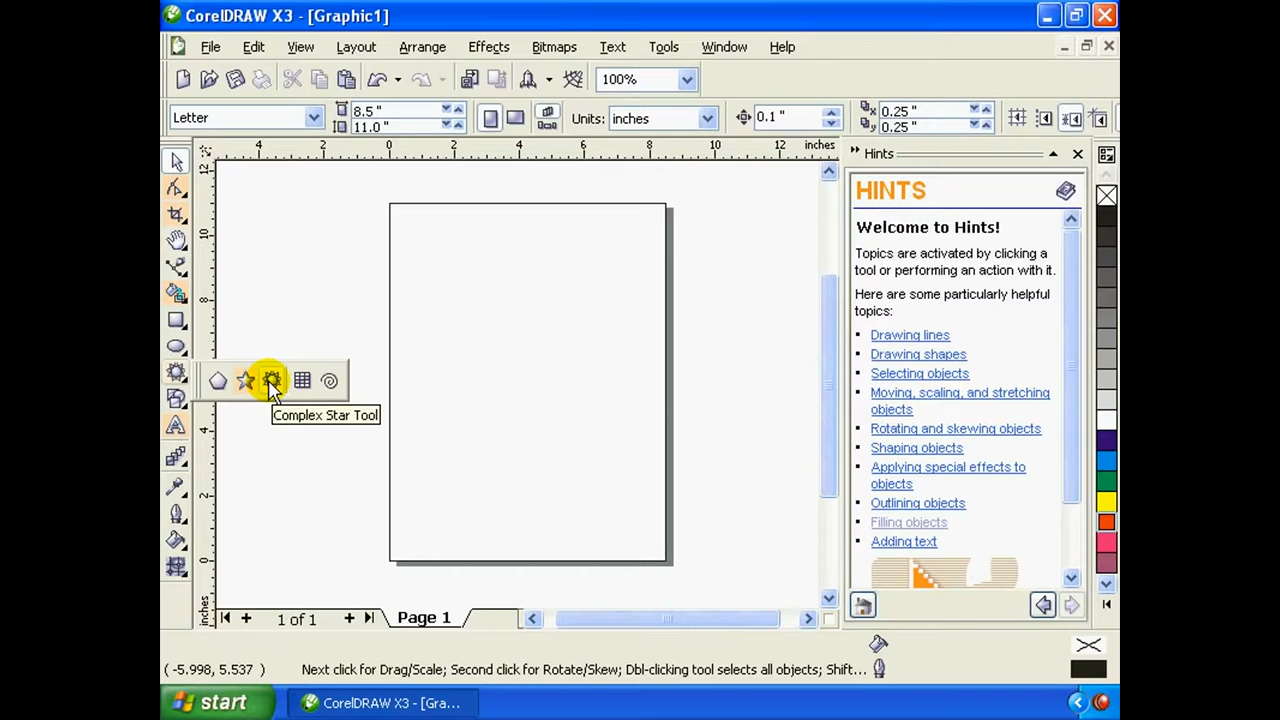 CorelDRAW X3 - [Graphic1]
File Edit View Layout Arrange Effects Bitmaps Text Tools Window Help
100%
Letter 8.5 " 11.0 " Units: inches 0.1 " 0.25 " 0.25 "
4 2 0 2 4 6 8 10 12 inches
Hints
12
HINTS
Welcome to Hints!
10
Topics are activated by clicking a
tool or performing an action with it.
8
Here are some particularly helpful
topics:
Drawing lines
Drawing shapes
Selecting objects
Moving, scaling, and stretching
objects
Complex Star Tool
4
Rotating and skewing objects
Shaping objects
Applying special effects to
objects
2
Outlining objects
Filling objects
Adding text
0
inches
1 of 1 Page 1
( -5.998, 5.537 ) Next click for Drag/Scale; Second click for Rotate/Skew; Dbl-clicking tool selects all objects; Shift...
start CorelDRAW X3 - [Gra...